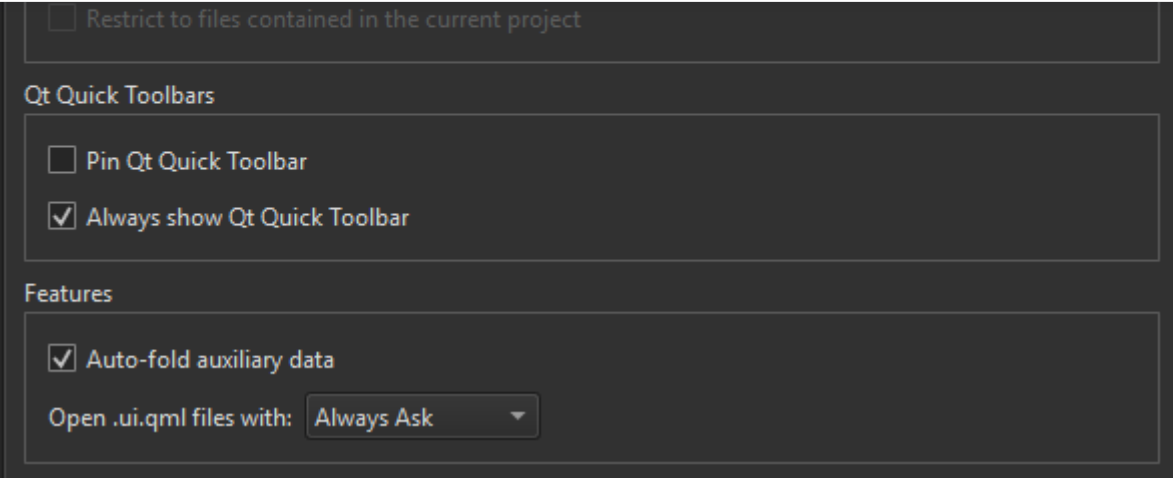 Restrict to files contained in the current project
Qt Quick Toolbars
Pin Qt Quick Toolbar
Always show Qt Quick Toolbar
Features
Auto-fold auxiliary data
Open .ui.qml files with: Always Ask